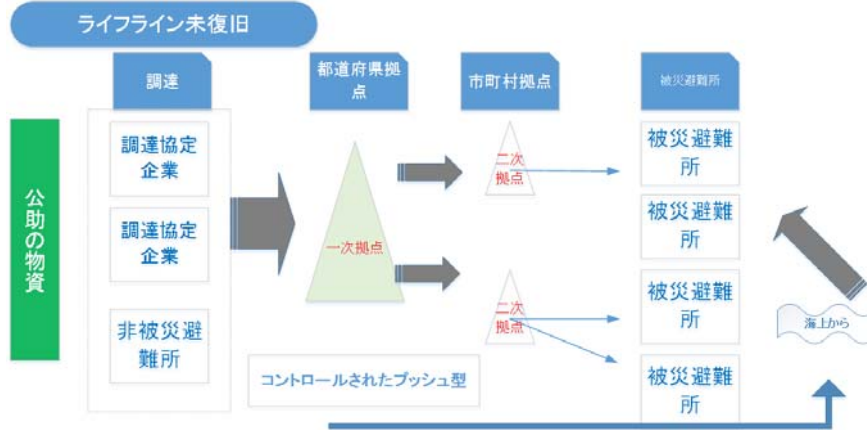 ライフライン未復旧
調達
都道府県拠
点
市町村拠点
被災避難所
公助の物資
調達協定
企業
調達協定
企業
非被災避
難所
一次拠点
二次
拠点
二次
拠点
被災避難
所
被災避難
所
被災避難
所
被災避難
所
海上から
コントロールされたプッシュ型